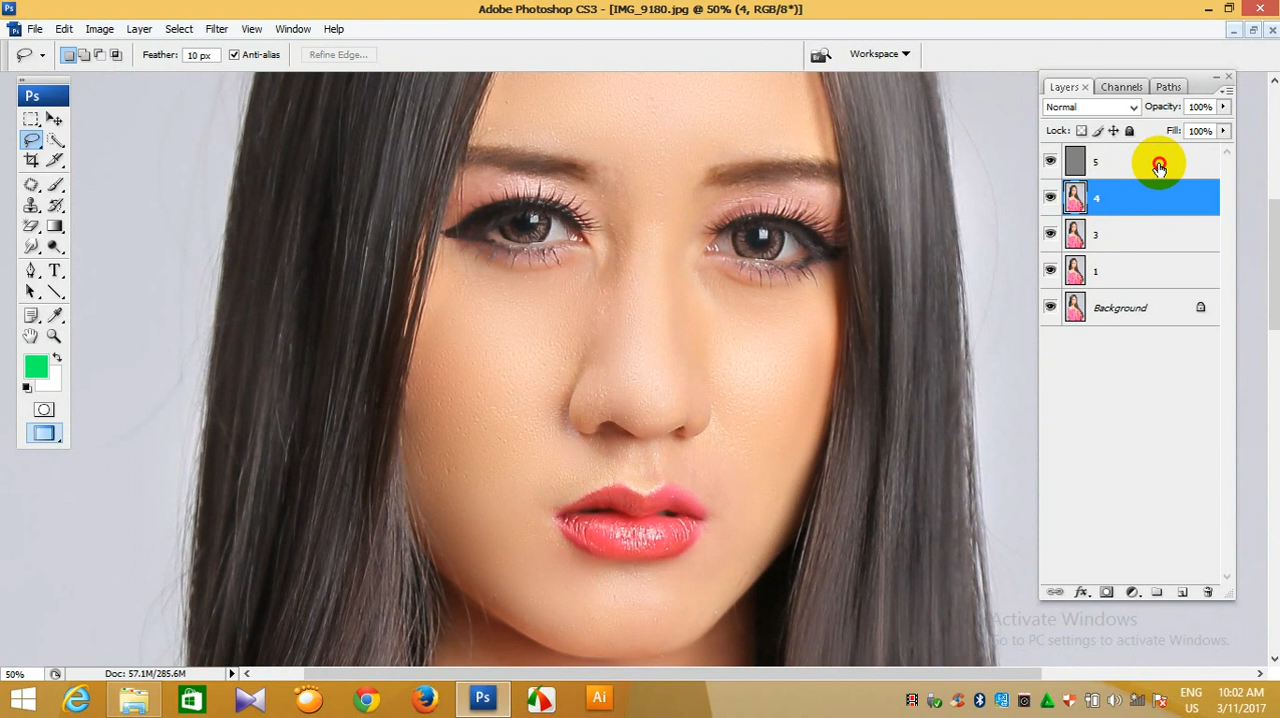 Adobe Photoshop CS3 - [IMG_9180.jpg @ 50% (4, RGB/8*)]
Ps
File Edit Image Layer Select Filter View Window Help
Feather: 10 px Anti-alias Refine Edge... Workspace
Ps
Layers Channels Paths
Normal Opacity: 100%
Lock: Fill: 100%
5
4
3
1
Background
Activate Windows
Go to PC settings to activate Windows.
50% Doc: 57.1M/285.6M
Ps Ai
ENG 10:02 AM
US 3/11/2017